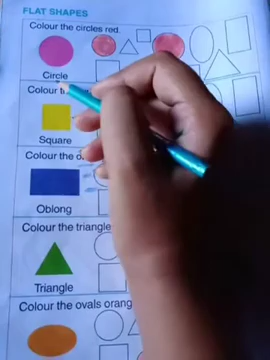 FLAT SHAPES
Colour the circles red.
Circle
Colour
Square
Colour the
Oblong
Colour the triangle
Triangle
Colour the ovals orang
Oval